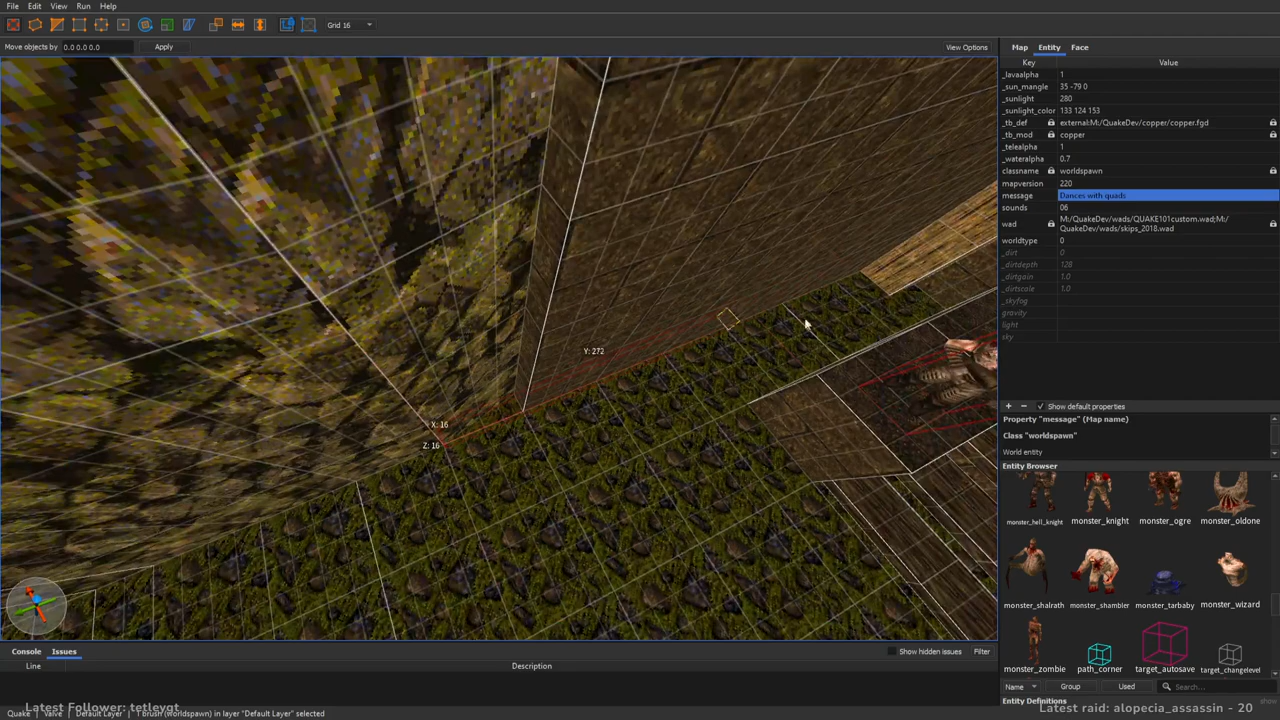 File Edit View Run Help
Grid 16
Move objects by 0.0 0.0 0.0 Apply View Options
Map Entity Face
Key Value
_lavaalpha 1
_sun_mangle 35 -79 0
_sunlight 280
_sunlight_color 133 124 153
_tb_def external:M:/QuakeDev/copper/copper.fgd
_tb_mod copper
_telealpha 1
_wateralpha 0.7
classname worldspawn
mapversion 220
message Dances with quads
sounds 06
wad M:/QuakeDev/wads/QUAKE101custom.wad;M:/
QuakeDev/wads/skips_2018.wad
worldtype 0
_dirt 0
_dirtdepth 128
_dirtgain 1.0
_dirtscale 1.0
_skyfog
gravity
light
sky
Y: 272
X: 16
Z: 16
Show default properties
Property "message" (Map name)
Class "worldspawn"
World entity
Entity Browser
monster_hell_knight monster_knight monster_ogre monster_oldone
monster_shalrath monster_shambler monster_tarbaby monster_wizard
monster_zombie path_corner target_autosave target_changelevel
Name Group Used Search...
Entity Definitions show
Console Issues Show hidden issues Filter
Line Description
Latest Follower: tetleygt
Quake Valve Default Layer 1 brush (worldspawn) in layer "Default Layer" selected
Latest raid: alopecia_assassin - 20